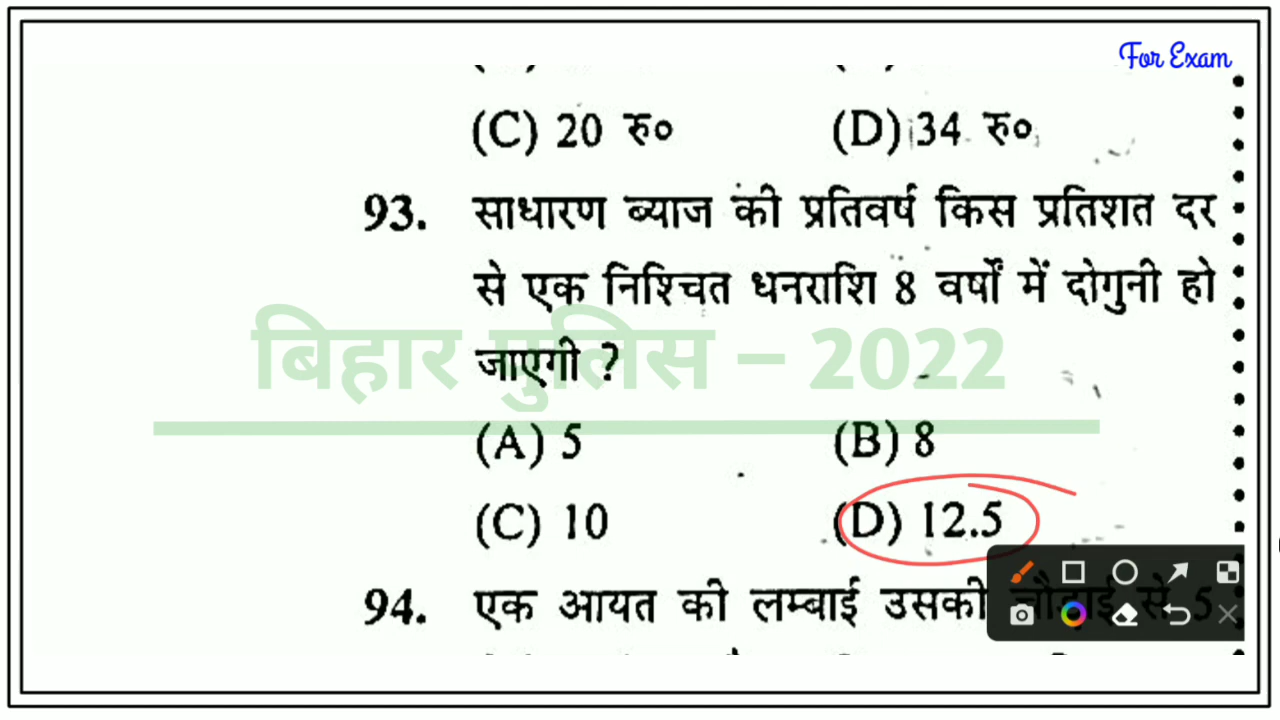 For Exam
(C) 20 रु० (D) 34 रु०
93. साधारण ब्याज की प्रतिवर्ष किस प्रतिशत दर
से एक निश्चित धनराशि 8 वर्षों में दोगुनी हो
जाएगी ?
बिहार पुलिस – 2022
(A) 5 (B) 8
(C) 10 (D) 12.5
94. एक आयत की लम्बाई उसकी चौड़ाई से 5